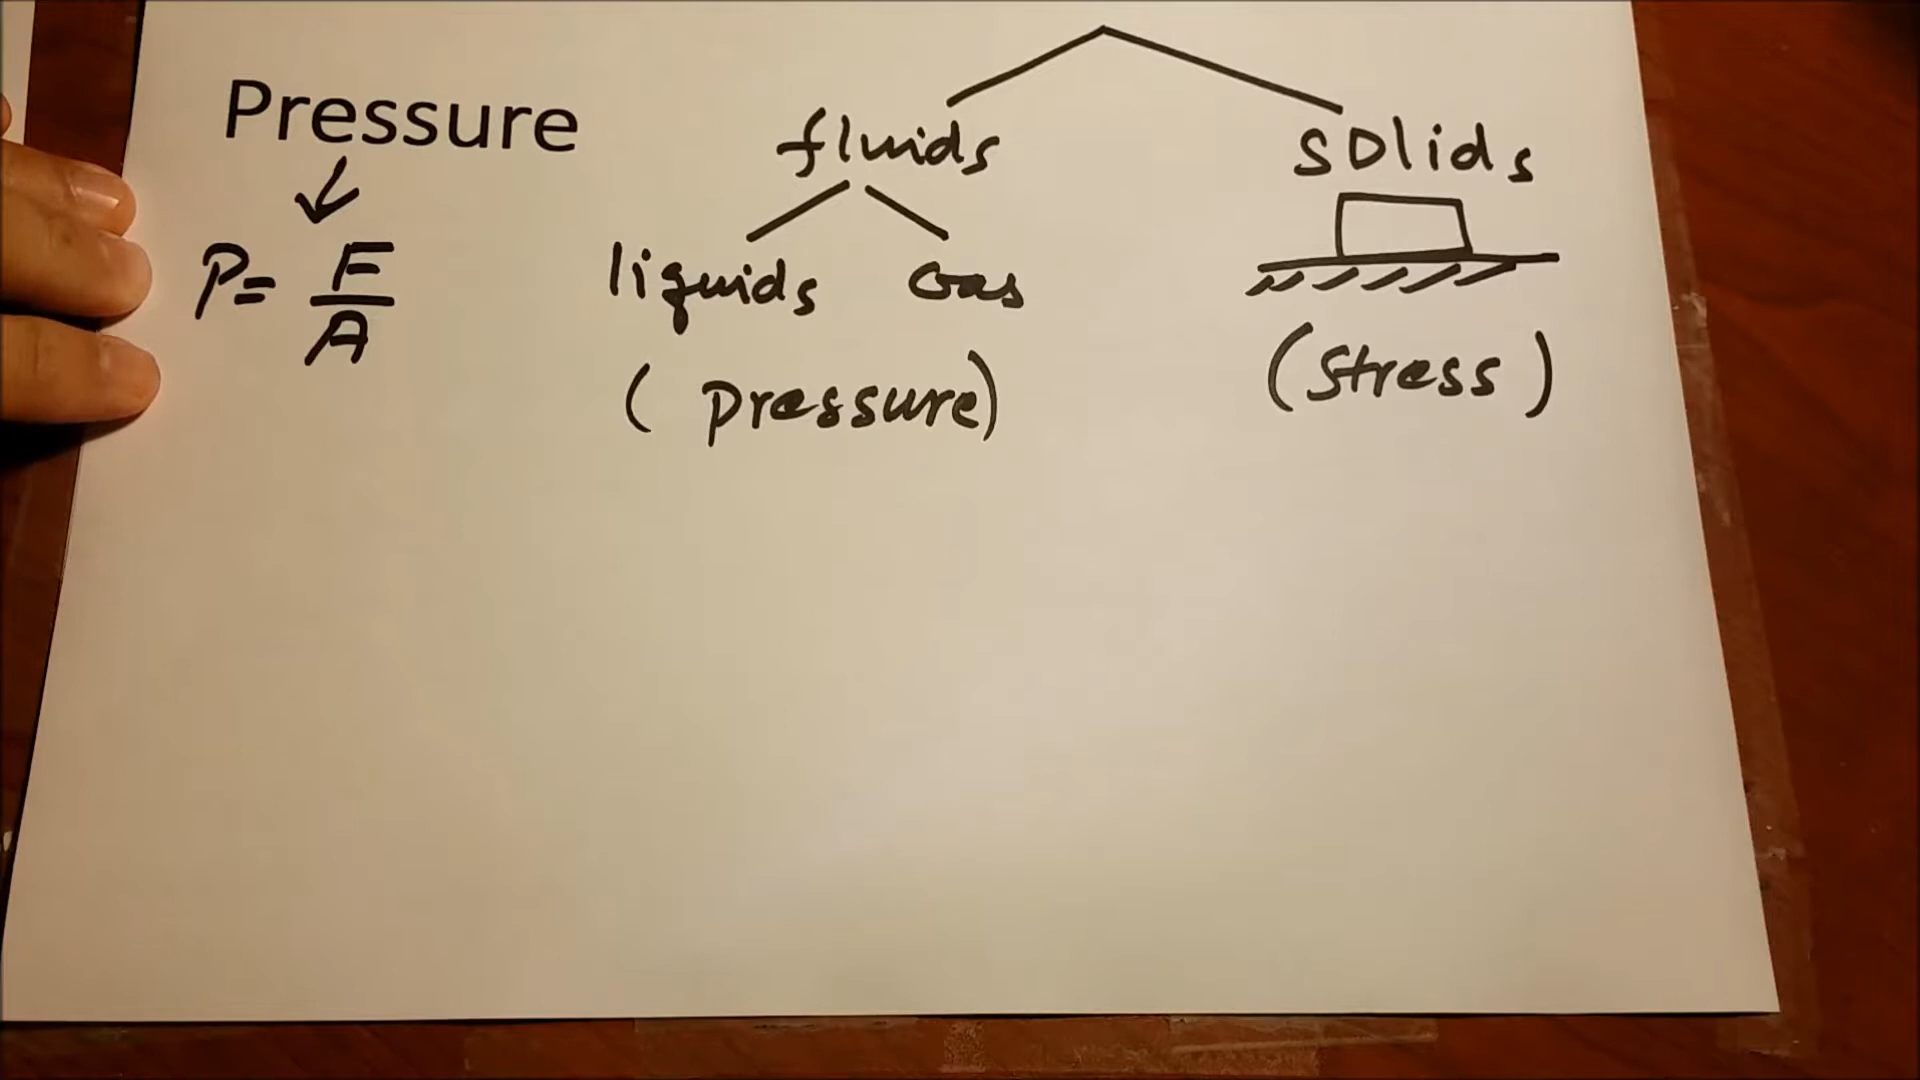 Pressure
P = F/A
fluids
solids
liquids gas
(pressure)
(stress)